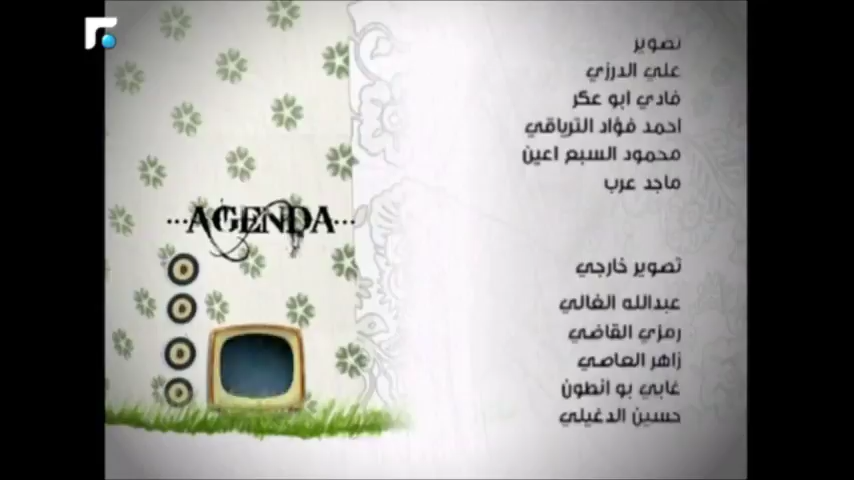 ...AGENDA...
تصوير
علي الدرزي
فادي ابو عكر
احمد فؤاد الترياقي
محمود السبع اعين
ماجد عرب
تصوير خارجي
عبدالله الغالي
رمزي القاضي
زاهر العاصي
غابي بو انطون
حسين الدغيلي